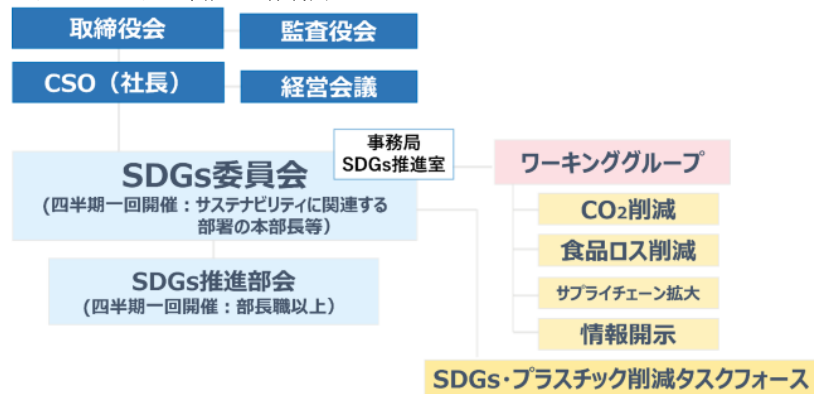 取締役会
監査役会
CSO（社長）
経営会議
事務局
SDGs推進室
SDGs委員会
(四半期一回開催：サステナビリティに関連する
部署の本部長等）
SDGs推進部会
(四半期一回開催：部長職以上）
ワーキンググループ
CO₂削減
食品ロス削減
サプライチェーン拡大
情報開示
SDGs・プラスチック削減タスクフォース